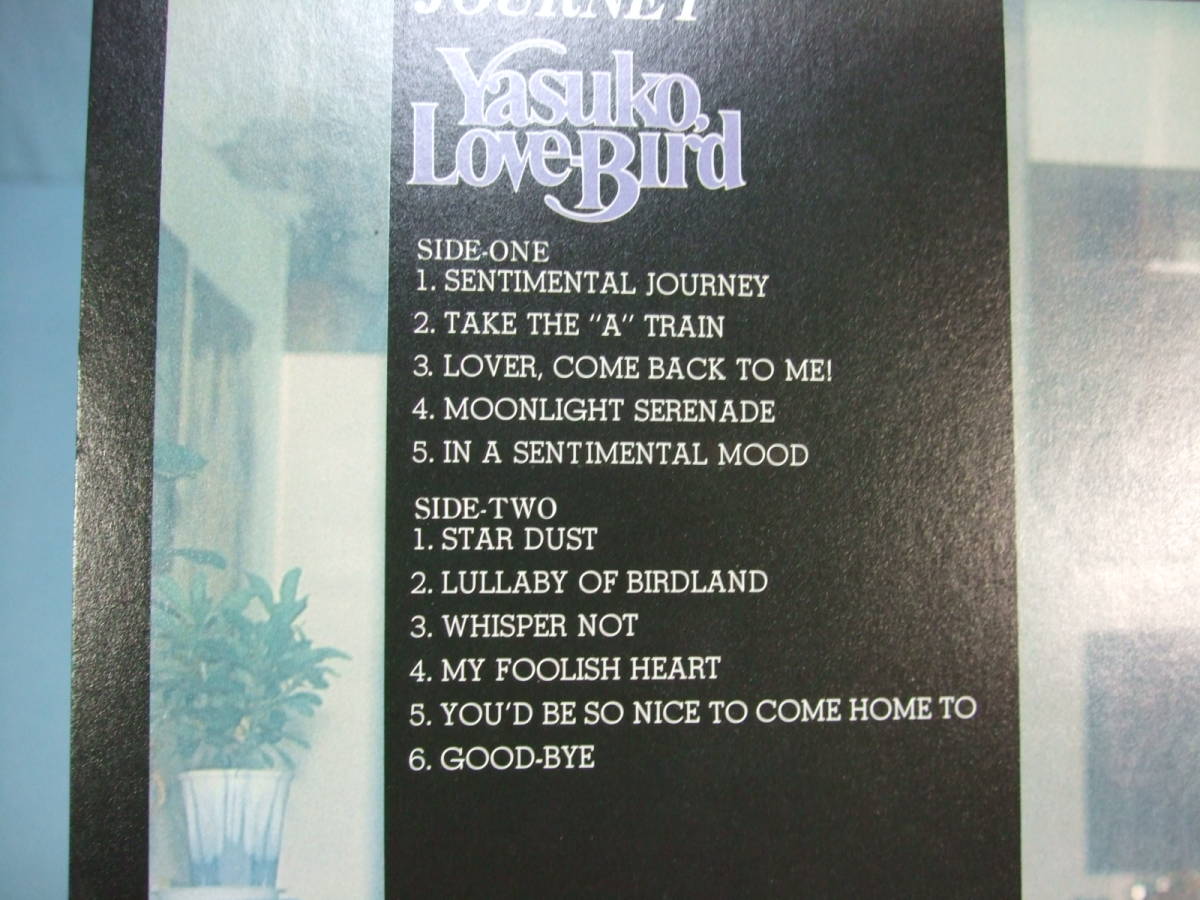 JOURNEY
Yasuko,
Love-Bird
SIDE-ONE
1. SENTIMENTAL JOURNEY
2. TAKE THE "A" TRAIN
3. LOVER, COME BACK TO ME!
4. MOONLIGHT SERENADE
5. IN A SENTIMENTAL MOOD
SIDE-TWO
1. STAR DUST
2. LULLABY OF BIRDLAND
3. WHISPER NOT
4. MY FOOLISH HEART
5. YOU'D BE SO NICE TO COME HOME TO
6. GOOD-BYE